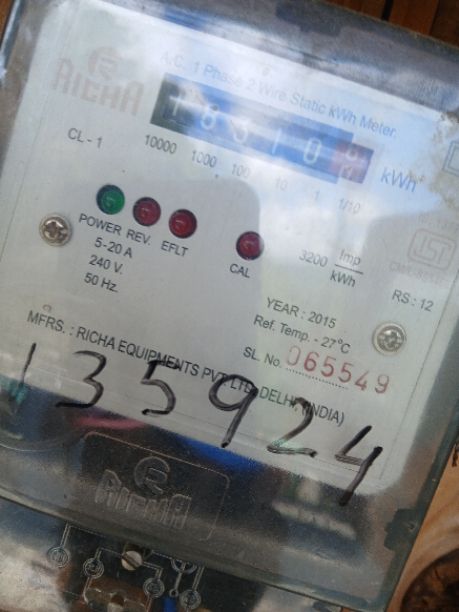 RICHA
A.C. 1 Phase 2 Wire Static kWh Meter.
kWh
CL-1 10000 1000 100 10 1 1/10
POWER REV. EFLT CAL
5-20 A
240 V.
50 Hz.
3200 Imp/kWh
RS: 12
YEAR : 2015
Ref. Temp. - 27°C
SL. No. 065549
MFRS. : RICHA EQUIPMENTS PVT. LTD. DELHI, (INDIA)
135924
RICHA